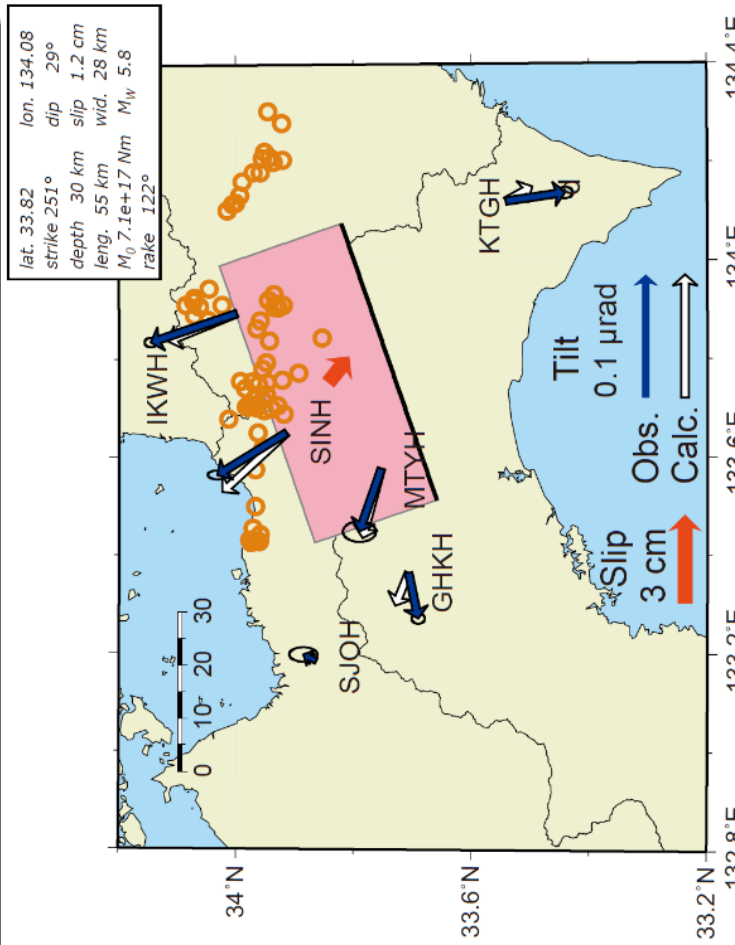 lat. 33.82 lon. 134.08
strike 251° dip 29°
depth 30 km slip 1.2 cm
leng. 55 km wid. 28 km
M0 7.1e+17 Nm Mw 5.8
rake 122°
0 10 20 30
IKWH
SINH
MTYH
GHKH
SJOH
KTGH
Slip
3 cm
Tilt
0.1 μrad
Obs.
Calc.
34°N
33.6°N
33.2°N
132.8°E
133.2°E
133.6°E
134°E
134.4°E